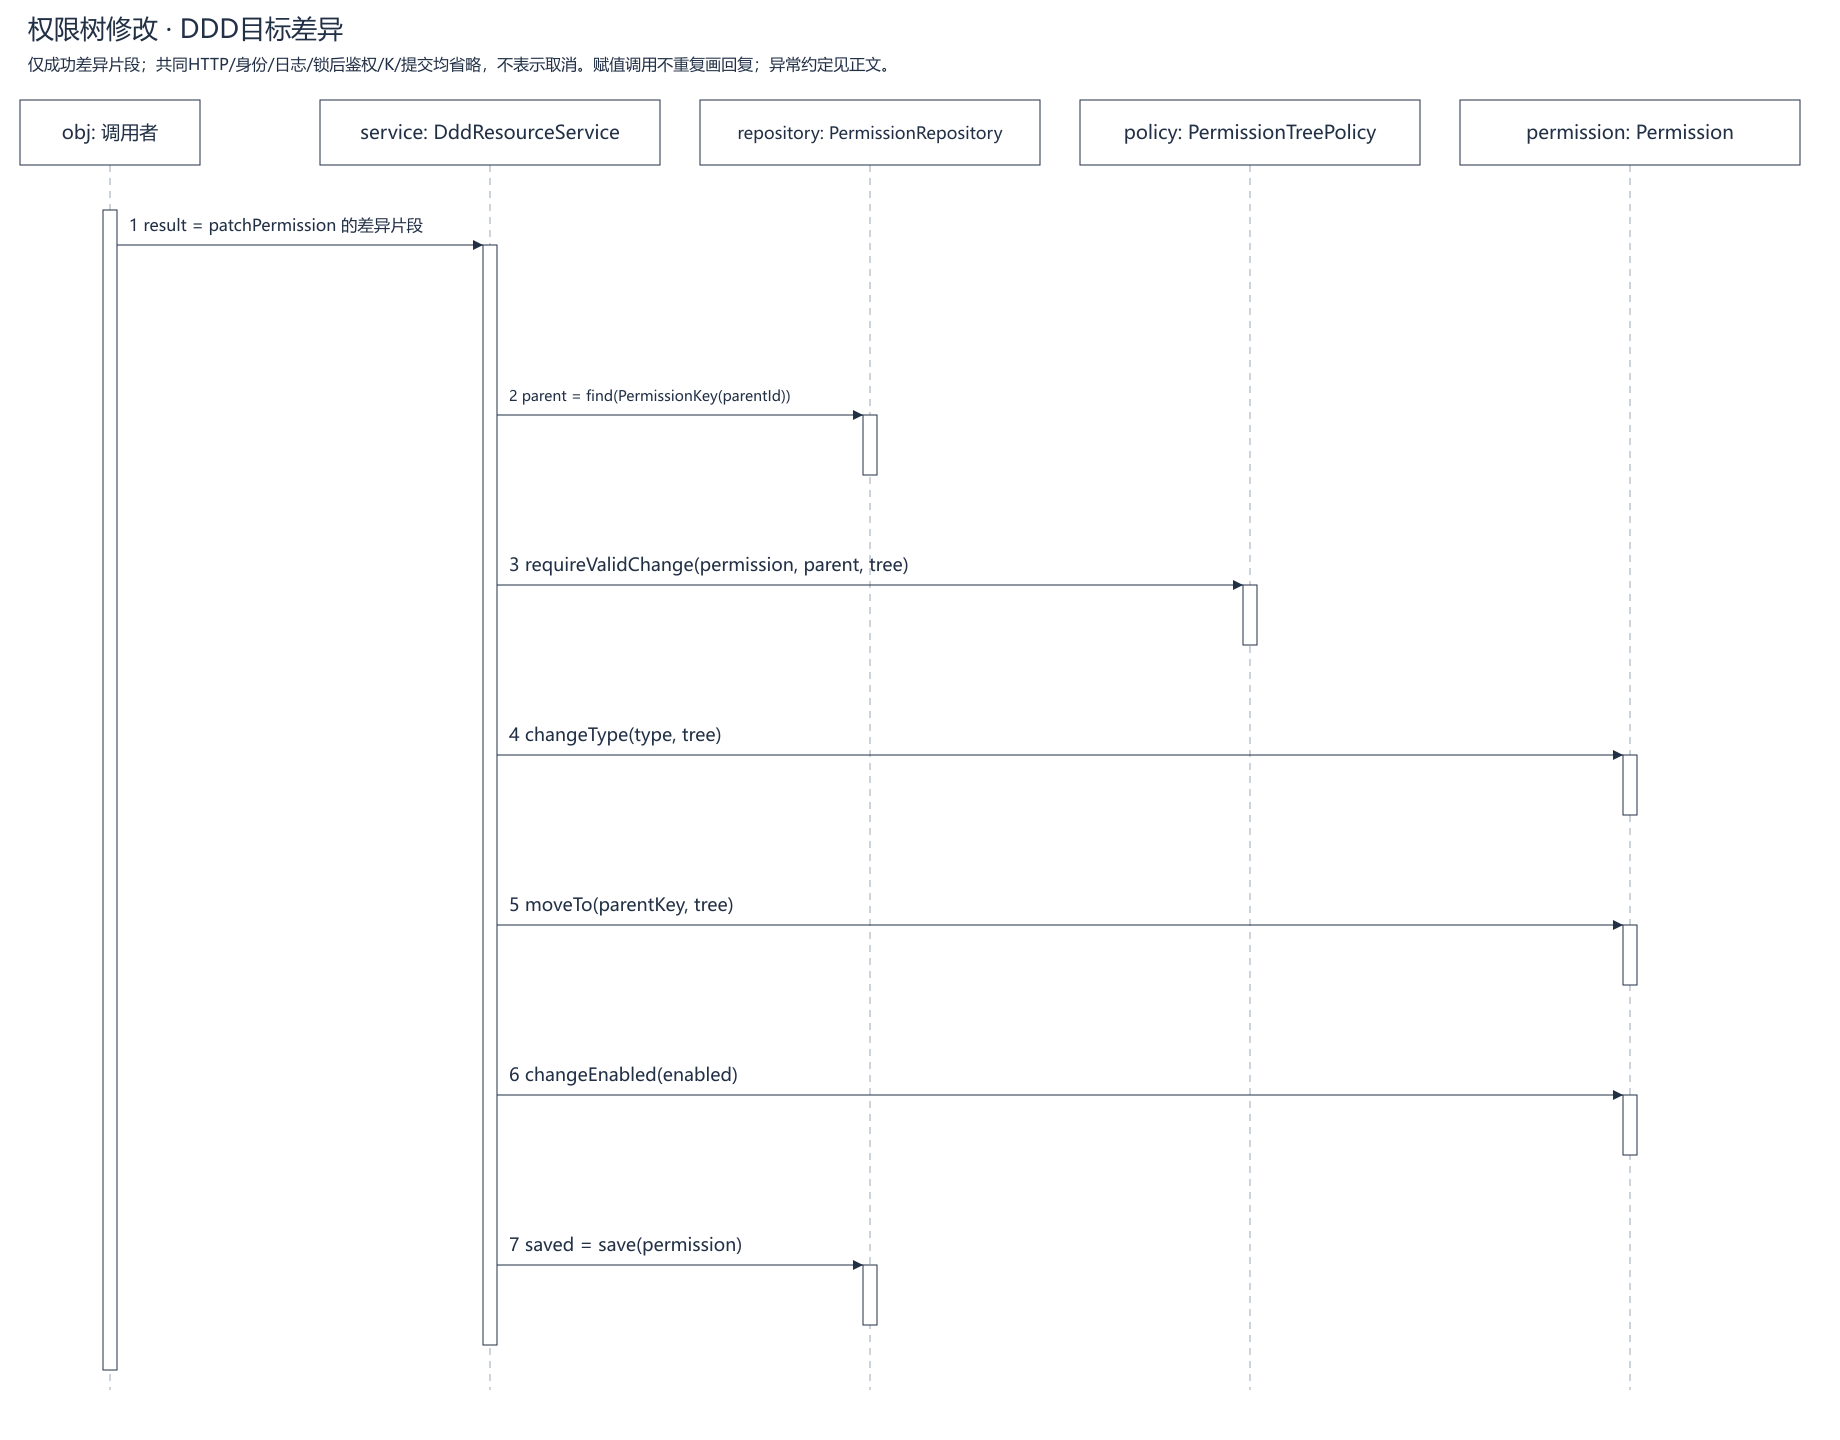 权限树修改 · DDD目标差异
仅成功差异片段；共同HTTP/身份/日志/锁后鉴权/K/提交均省略，不表示取消。赋值调用不重复画回复；异常约定见正文。
obj: 调用者
service: DddResourceService
repository: PermissionRepository
policy: PermissionTreePolicy
permission: Permission
1 result = patchPermission 的差异片段
2 parent = find(PermissionKey(parentId))
3 requireValidChange(permission, parent, tree)
4 changeType(type, tree)
5 moveTo(parentKey, tree)
6 changeEnabled(enabled)
7 saved = save(permission)